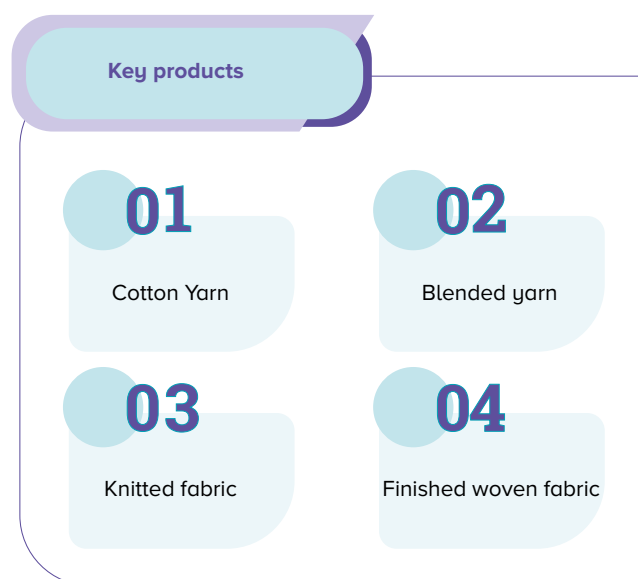 Key products
01
Cotton Yarn
02
Blended yarn
03
Knitted fabric
04
Finished woven fabric